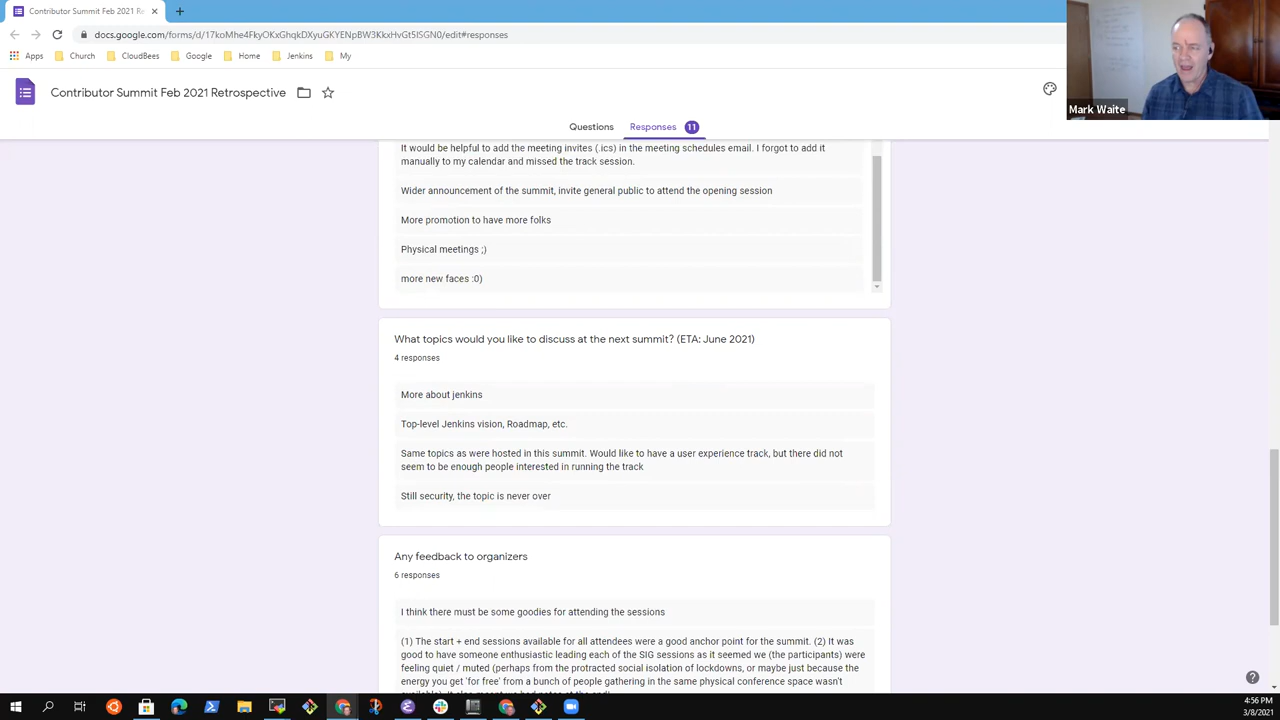 Contributor Summit Feb 2021 Re
docs.google.com/forms/d/17koMhe4FkyOKxGhqkDXyuGKYENpBW3KkxHvGt5ISGN0/edit#responses
Apps Church CloudBees Google Home Jenkins My
Mark Waite
Contributor Summit Feb 2021 Retrospective
Questions Responses 11
It would be helpful to add the meeting invites (.ics) in the meeting schedules email. I forgot to add it
manually to my calendar and missed the track session.
Wider announcement of the summit, invite general public to attend the opening session
More promotion to have more folks
Physical meetings ;)
more new faces :0)
What topics would you like to discuss at the next summit? (ETA: June 2021)
4 responses
More about jenkins
Top-level Jenkins vision, Roadmap, etc.
Same topics as were hosted in this summit. Would like to have a user experience track, but there did not
seem to be enough people interested in running the track
Still security, the topic is never over
Any feedback to organizers
6 responses
I think there must be some goodies for attending the sessions
(1) The start + end sessions available for all attendees were a good anchor point for the summit. (2) It was
good to have someone enthusiastic leading each of the SIG sessions as it seemed we (the participants) were
feeling quiet / muted (perhaps from the protracted social isolation of lockdowns, or maybe just because the
energy you get 'for free' from a bunch of people gathering in the same physical conference space wasn't
4:56 PM
3/8/2021